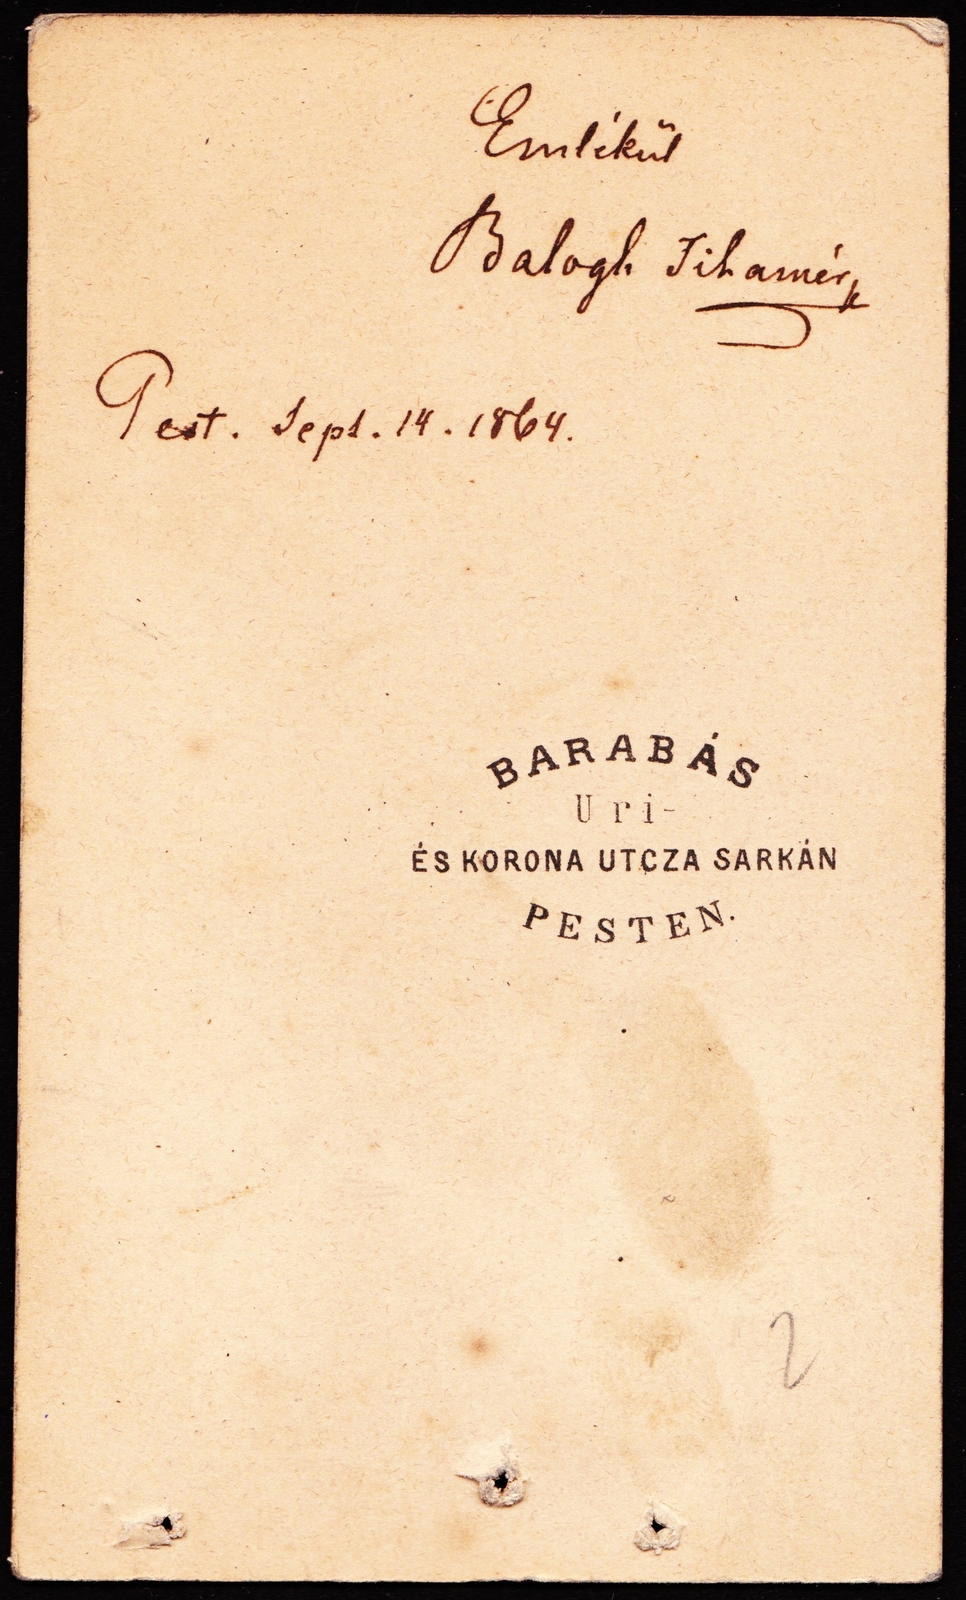 Emlékül
Balogh Tihamér
Pest. Sept. 14. 1864.
BARABÁS
Uri-
ÉS KORONA UTCZA SARKÁN
PESTEN.
2